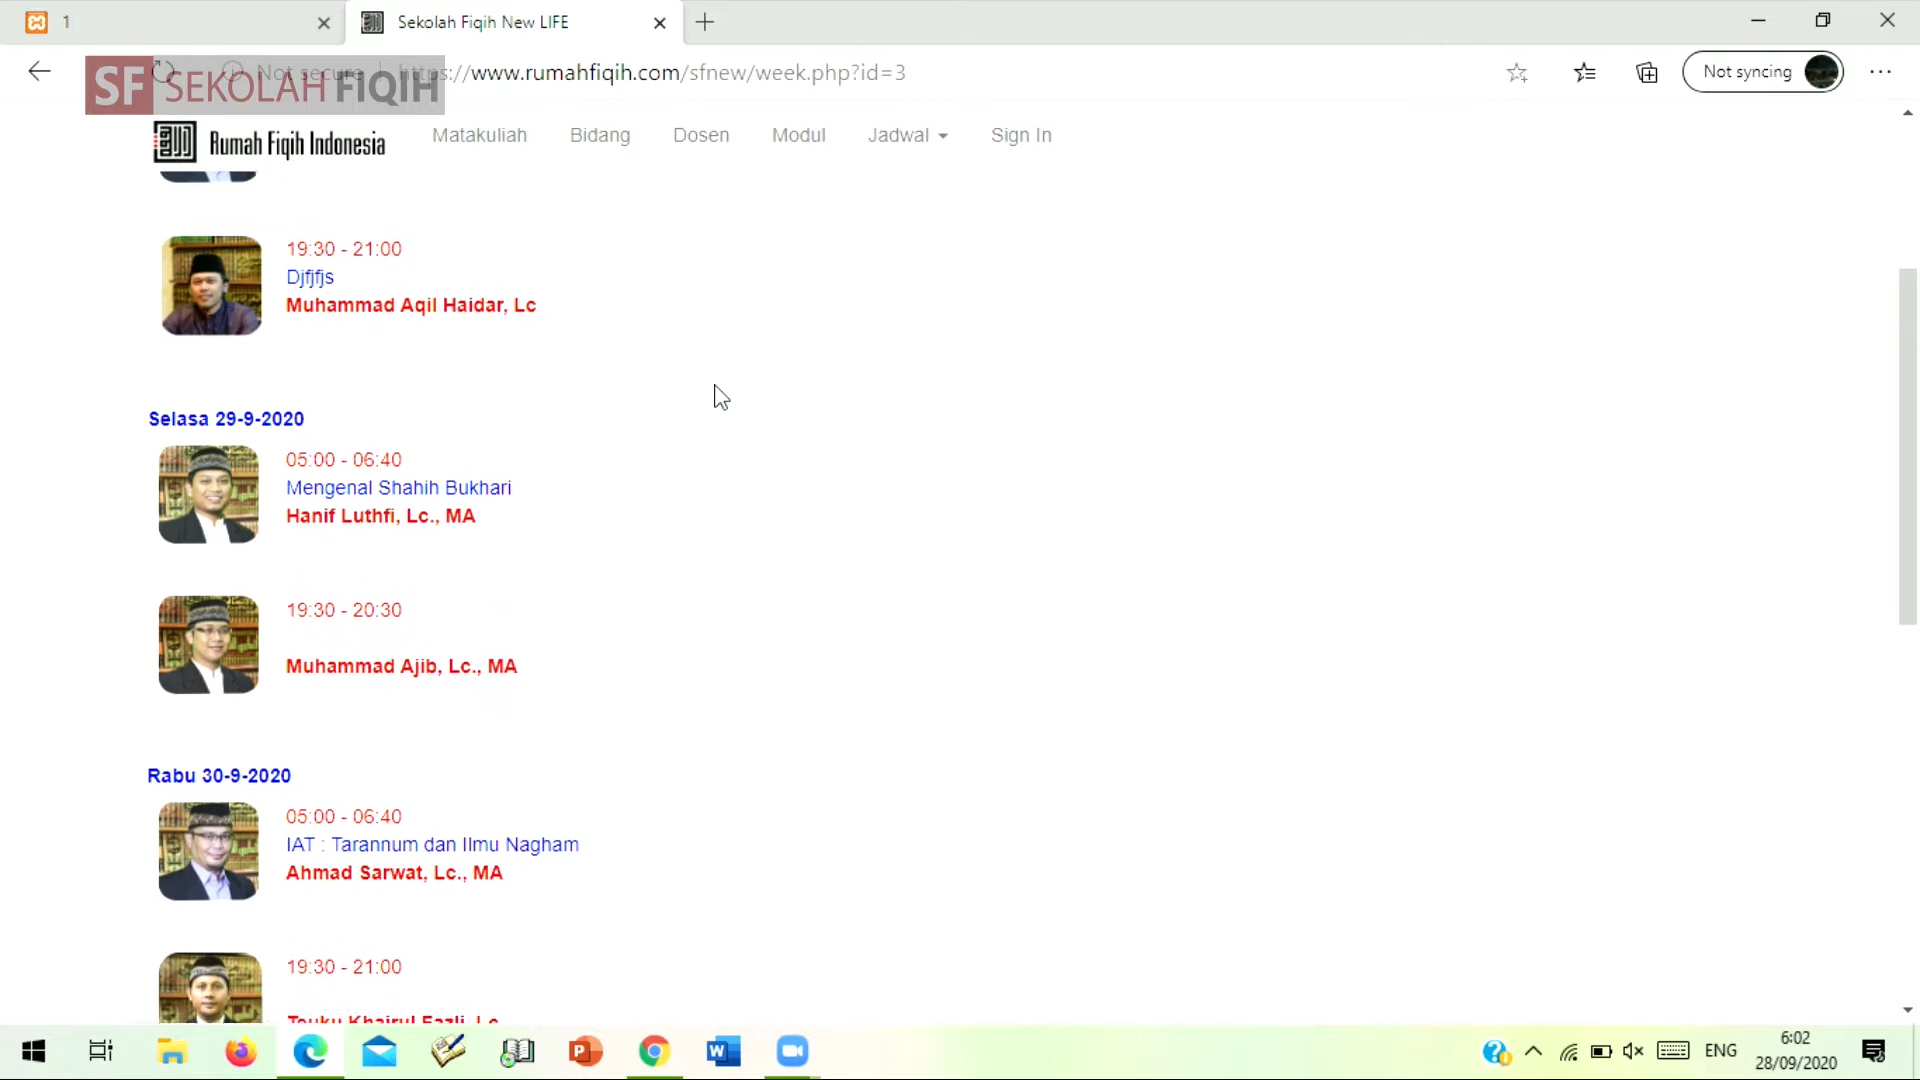 1
Sekolah Fiqih New LIFE
SF SEKOLAH FIQIH
Not secure
https://www.rumahfiqih.com/sfnew/week.php?id=3
Not syncing
Rumah Fiqih Indonesia
Matakuliah
Bidang
Dosen
Modul
Jadwal
Sign In
19:30 - 21:00
Djfjfjs
Muhammad Aqil Haidar, Lc
Selasa 29-9-2020
05:00 - 06:40
Mengenal Shahih Bukhari
Hanif Luthfi, Lc., MA
19:30 - 20:30
Muhammad Ajib, Lc., MA
Rabu 30-9-2020
05:00 - 06:40
IAT : Tarannum dan Ilmu Nagham
Ahmad Sarwat, Lc., MA
19:30 - 21:00
Teuku Khairul Fazli, Lc
ENG
6:02
28/09/2020